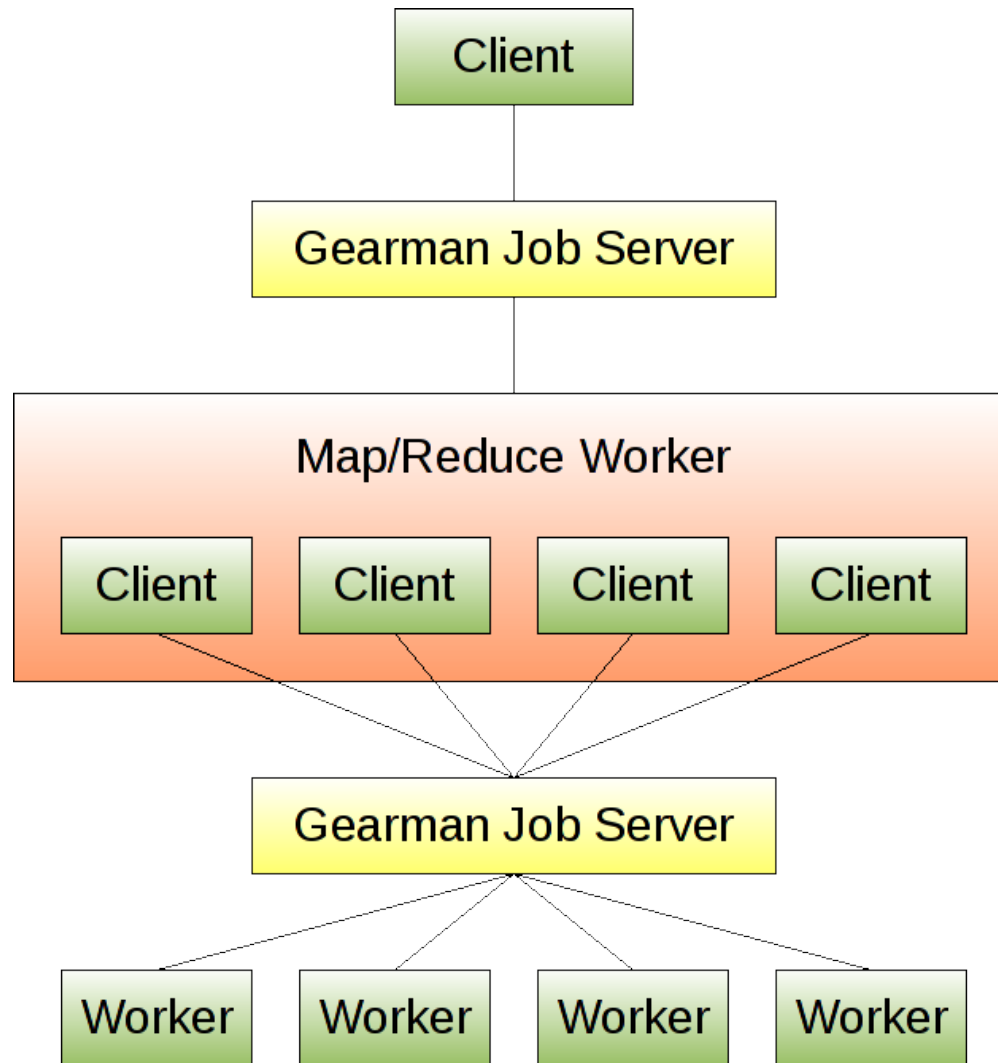 Client
Gearman Job Server
Map/Reduce Worker
Client Client Client Client
Gearman Job Server
Worker Worker Worker Worker